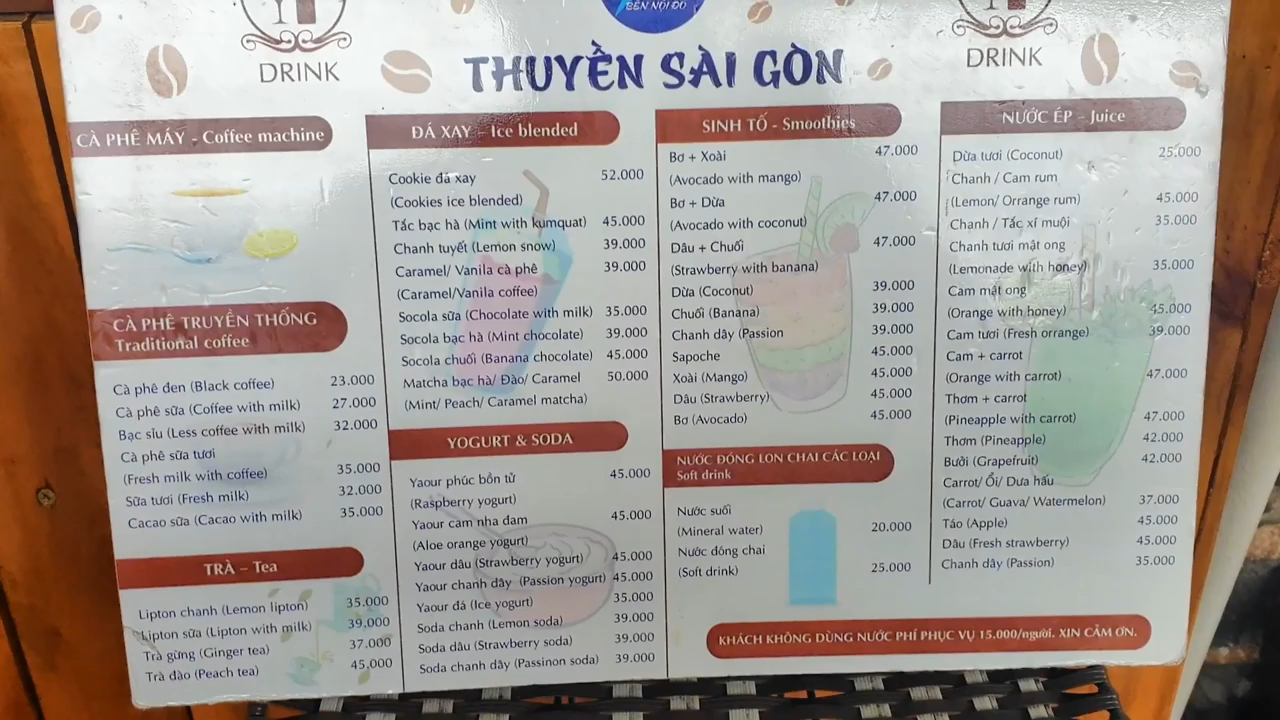 BẾN NỘI ĐÔ
DRINK
DRINK
THUYỀN SÀI GÒN
CÀ PHÊ MÁY - Coffee machine
CÀ PHÊ TRUYỀN THỐNG
Traditional coffee
Cà phê đen (Black coffee) 23.000
Cà phê sữa (Coffee with milk) 27.000
Bạc sỉu (Less coffee with milk) 32.000
Cà phê sữa tươi
(Fresh milk with coffee) 35.000
Sữa tươi (Fresh milk) 32.000
Cacao sữa (Cacao with milk) 35.000
TRÀ – Tea
Lipton chanh (Lemon lipton) 35.000
Lipton sữa (Lipton with milk) 39.000
Trà gừng (Ginger tea) 37.000
Trà đào (Peach tea) 45.000
ĐÁ XAY – Ice blended
Cookie đá xay 52.000
(Cookies ice blended)
Tắc bạc hà (Mint with kumquat) 45.000
Chanh tuyết (Lemon snow) 39.000
Caramel/ Vanila cà phê 39.000
(Caramel/Vanila coffee)
Socola sữa (Chocolate with milk) 35.000
Socola bạc hà (Mint chocolate) 39.000
Socola chuối (Banana chocolate) 45.000
Matcha bạc hà/ Đào/ Caramel 50.000
(Mint/ Peach/ Caramel matcha)
YOGURT & SODA
Yaour phúc bồn tử 45.000
(Raspberry yogurt)
Yaour cam nha đam 45.000
(Aloe orange yogurt)
Yaour dâu (Strawberry yogurt) 45.000
Yaour chanh dây (Passion yogurt) 45.000
Yaour đá (Ice yogurt) 35.000
Soda chanh (Lemon soda) 39.000
Soda dâu (Strawberry soda) 39.000
Soda chanh dây (Passinon soda) 39.000
SINH TỐ - Smoothies
Bơ + Xoài 47.000
(Avocado with mango)
Bơ + Dừa 47.000
(Avocado with coconut)
Dâu + Chuối 47.000
(Strawberry with banana)
Dừa (Coconut) 39.000
Chuối (Banana) 39.000
Chanh dây (Passion 39.000
Sapoche 45.000
Xoài (Mango) 45.000
Dâu (Strawberry) 45.000
Bơ (Avocado) 45.000
NƯỚC ĐÓNG LON CHAI CÁC LOẠI
Soft drink
Nước suối
(Mineral water) 20.000
Nước đóng chai
(Soft drink) 25.000
NƯỚC ÉP – Juice
Dừa tươi (Coconut) 25.000
Chanh / Cam rum
(Lemon/ Orrange rum) 45.000
Chanh / Tắc xí muội 35.000
Chanh tươi mật ong
(Lemonade with honey) 35.000
Cam mật ong
(Orange with honey) 45.000
Cam tươi (Fresh orrange) 39.000
Cam + carrot
(Orange with carrot) 47.000
Thơm + carrot
(Pineapple with carrot) 47.000
Thơm (Pineapple) 42.000
Bưởi (Grapefruit) 42.000
Carrot/ Ổi/ Dưa hấu
(Carrot/ Guava/ Watermelon) 37.000
Táo (Apple) 45.000
Dâu (Fresh strawberry) 45.000
Chanh dây (Passion) 35.000
KHÁCH KHÔNG DÙNG NƯỚC PHÍ PHỤC VỤ 15.000/người. XIN CẢM ƠN.